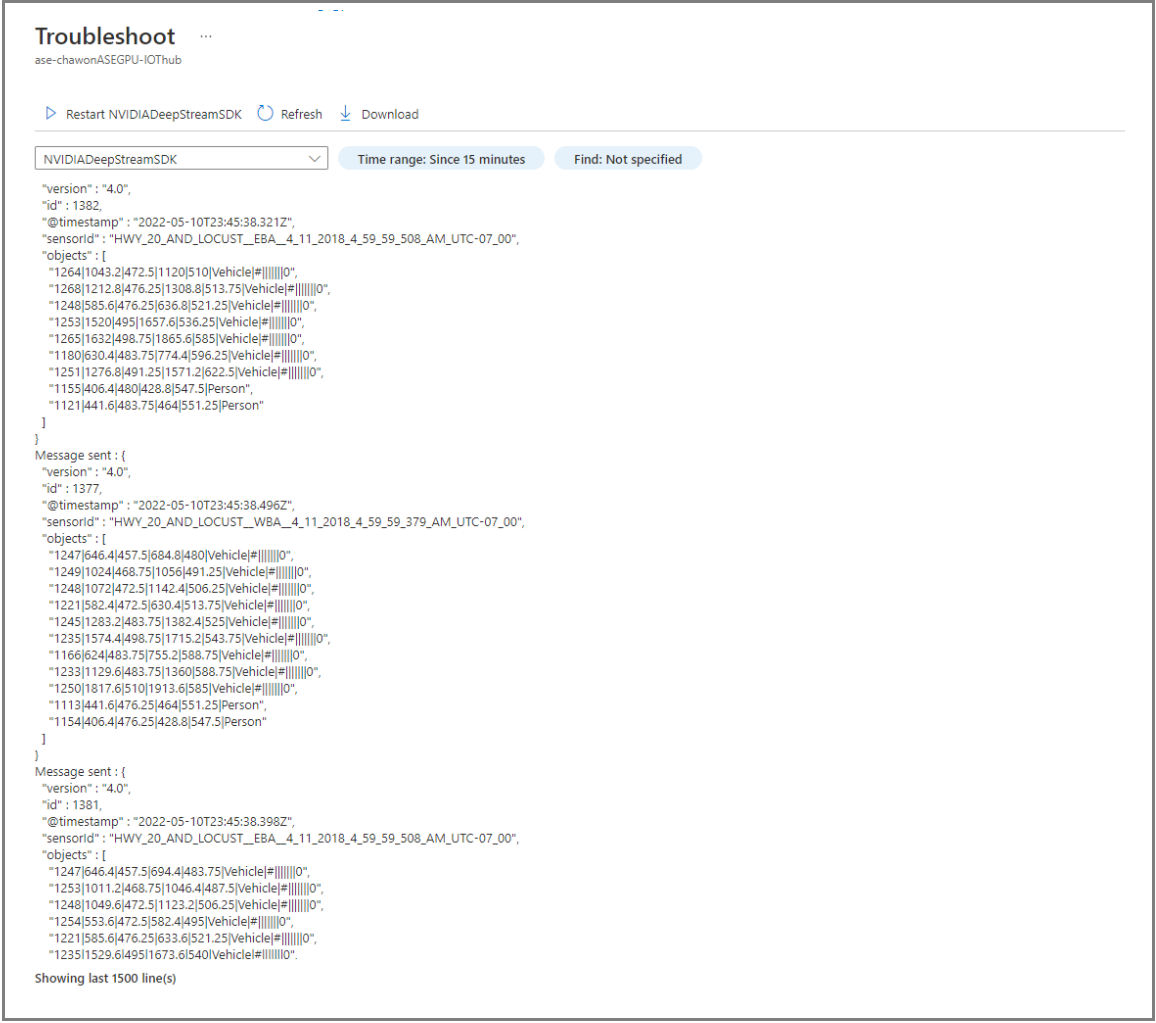 Troubleshoot ...
ase-chawonASEGPU-IOThub
Restart NVIDIADeepStreamSDK Refresh Download
NVIDIADeepStreamSDK Time range: Since 15 minutes Find: Not specified
"version" : "4.0",
"id" : 1382,
"@timestamp" : "2022-05-10T23:45:38.321Z",
"sensorId" : "HWY_20_AND_LOCUST__EBA__4_11_2018_4_59_59_508_AM_UTC-07_00",
"objects" : [
"1264|1043.2|472.5|1120|510|Vehicle|#|||||||0",
"1268|1212.8|476.25|1308.8|513.75|Vehicle|#|||||||0",
"1248|585.6|476.25|636.8|521.25|Vehicle|#|||||||0",
"1253|1520|495|1657.6|536.25|Vehicle|#|||||||0",
"1265|1632|498.75|1865.6|585|Vehicle|#|||||||0",
"1180|630.4|483.75|774.4|596.25|Vehicle|#|||||||0",
"1251|1276.8|491.25|1571.2|622.5|Vehicle|#|||||||0",
"1155|406.4|480|428.8|547.5|Person",
"1121|441.6|483.75|464|551.25|Person"
]
}
Message sent : {
"version" : "4.0",
"id" : 1377,
"@timestamp" : "2022-05-10T23:45:38.496Z",
"sensorId" : "HWY_20_AND_LOCUST__WBA__4_11_2018_4_59_59_379_AM_UTC-07_00",
"objects" : [
"1247|646.4|457.5|684.8|480|Vehicle|#|||||||0",
"1249|1024|468.75|1056|491.25|Vehicle|#|||||||0",
"1248|1072|472.5|1142.4|506.25|Vehicle|#|||||||0",
"1221|582.4|472.5|630.4|513.75|Vehicle|#|||||||0",
"1245|1283.2|483.75|1382.4|525|Vehicle|#|||||||0",
"1235|1574.4|498.75|1715.2|543.75|Vehicle|#|||||||0",
"1166|624|483.75|755.2|588.75|Vehicle|#|||||||0",
"1233|1129.6|483.75|1360|588.75|Vehicle|#|||||||0",
"1250|1817.6|510|1913.6|585|Vehicle|#|||||||0",
"1113|441.6|476.25|464|551.25|Person",
"1154|406.4|476.25|428.8|547.5|Person"
]
}
Message sent : {
"version" : "4.0",
"id" : 1381,
"@timestamp" : "2022-05-10T23:45:38.398Z",
"sensorId" : "HWY_20_AND_LOCUST__EBA__4_11_2018_4_59_59_508_AM_UTC-07_00",
"objects" : [
"1247|646.4|457.5|694.4|483.75|Vehicle|#|||||||0",
"1253|1011.2|468.75|1046.4|487.5|Vehicle|#|||||||0",
"1248|1049.6|472.5|1123.2|506.25|Vehicle|#|||||||0",
"1254|553.6|472.5|582.4|495|Vehicle|#|||||||0",
"1221|585.6|476.25|633.6|521.25|Vehicle|#|||||||0",
"1235|1529.6|495|1673.6|540|Vehicle|#|||||||0",
Showing last 1500 line(s)